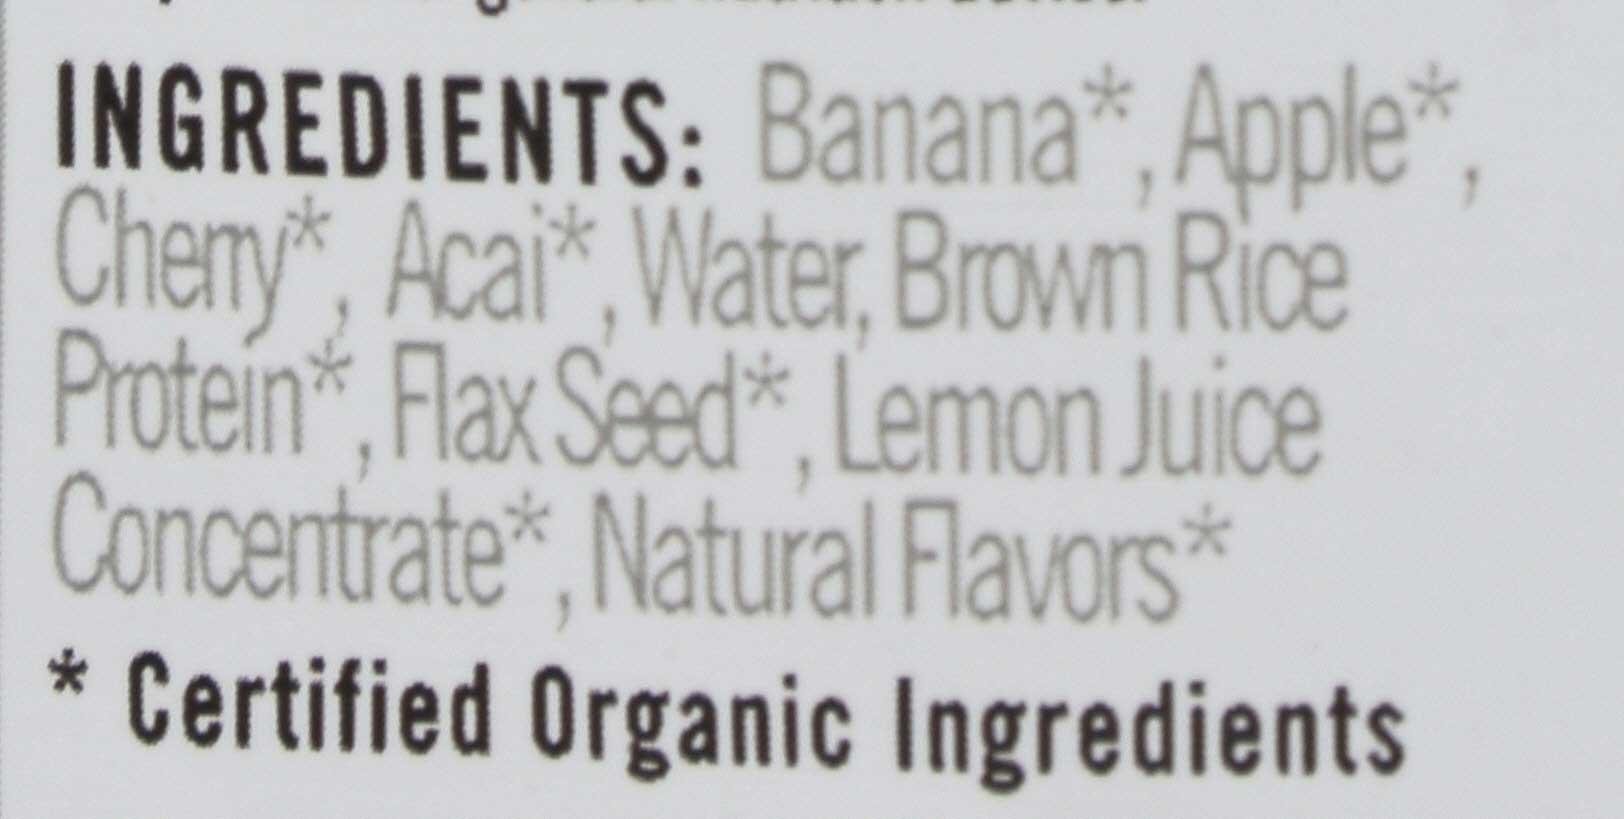 INGREDIENTS: Banana*, Apple*,
Cherry*, Acai*, Water, Brown Rice
Protein*, Flax Seed*, Lemon Juice
Concentrate*, Natural Flavors*
* Certified Organic Ingredients